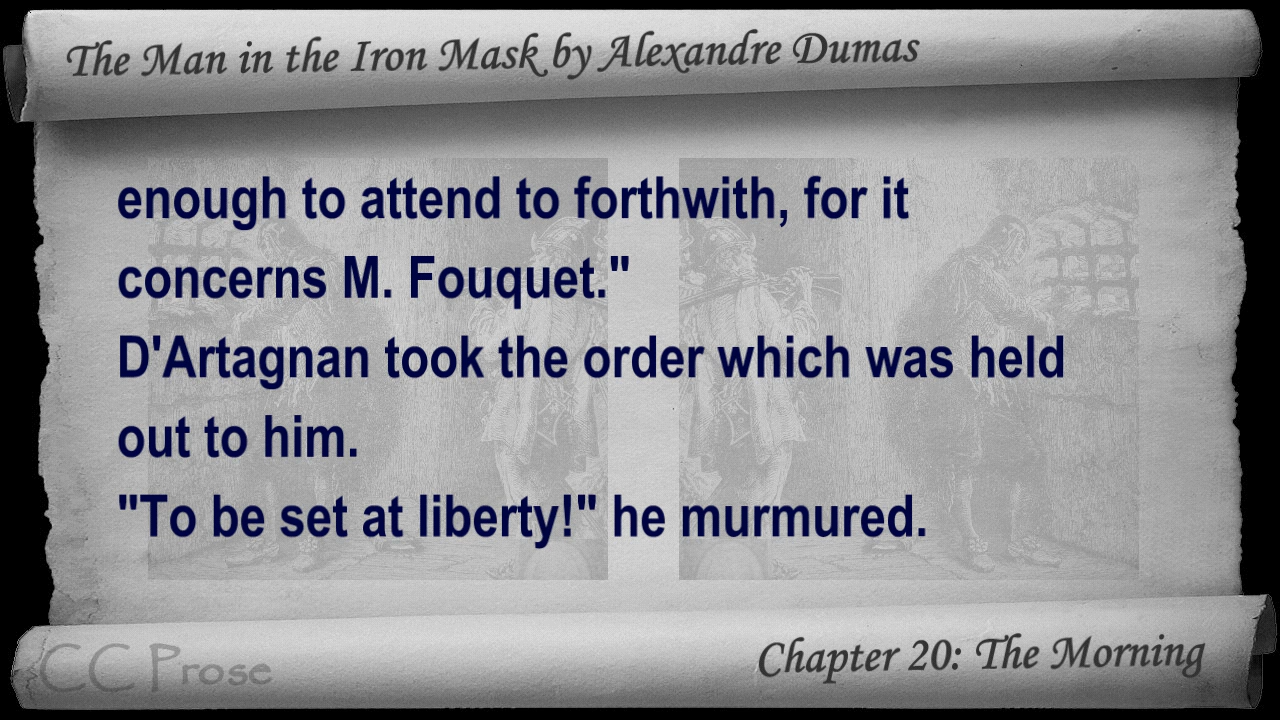 The Man in the Iron Mask by Alexandre Dumas
enough to attend to forthwith, for it
concerns M. Fouquet."
D'Artagnan took the order which was held
out to him.
"To be set at liberty!" he murmured.
CC Prose
Chapter 20: The Morning